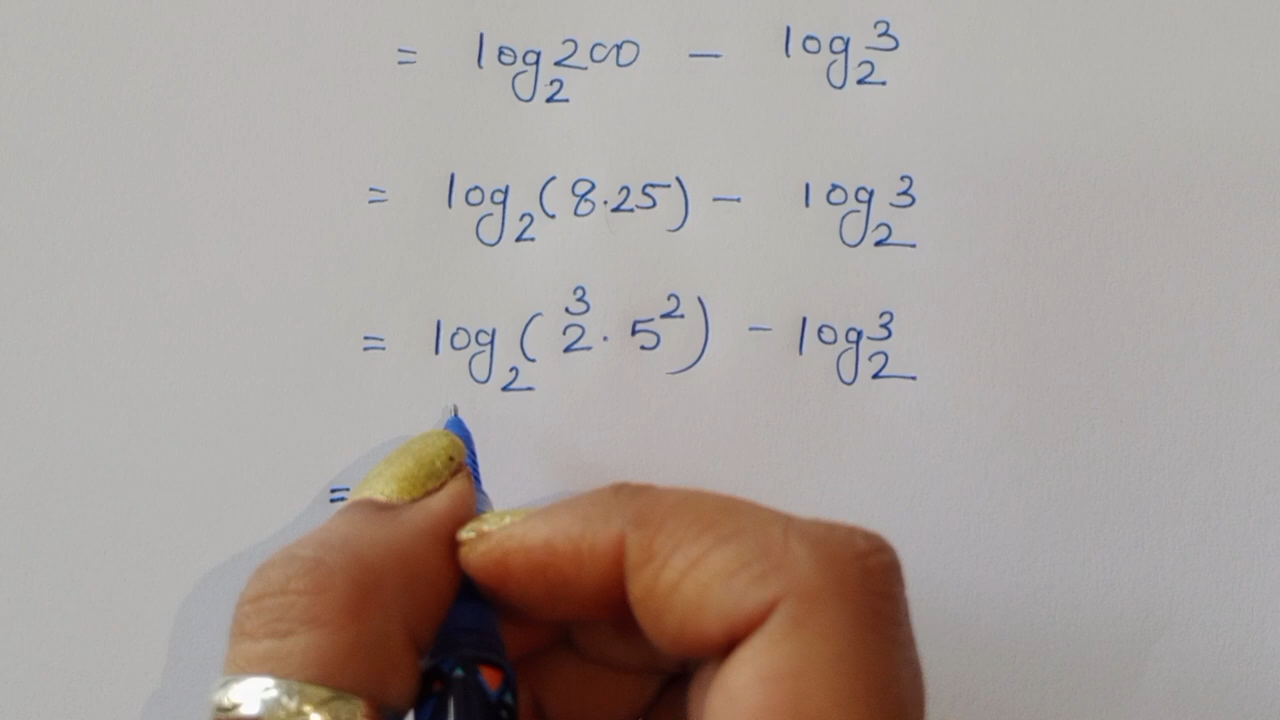 = log₂200 - log₂3
= log₂(8.25) - log₂3
= log₂(2³.5²) - log₂3
=